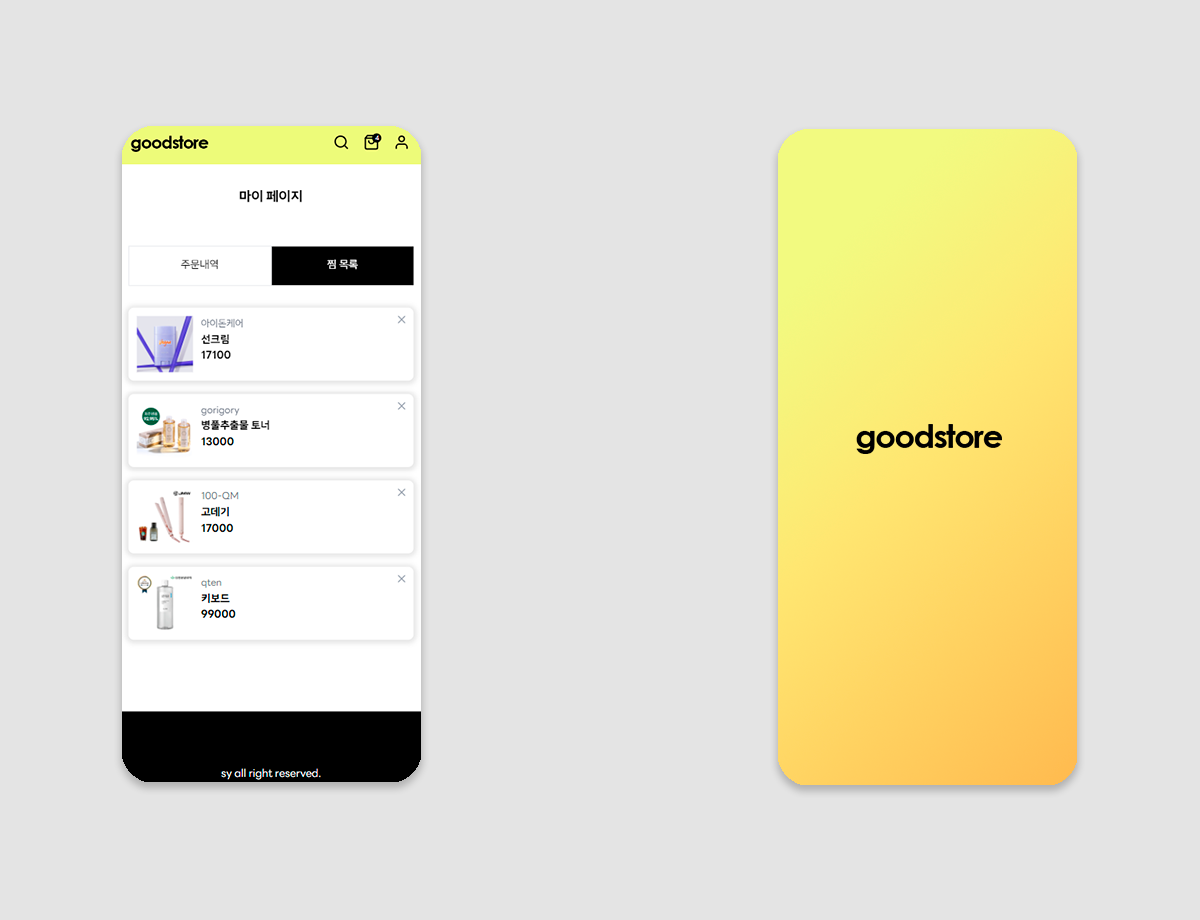 goodstore
4
마이 페이지
주문내역
찜 목록
아이돈케어
선크림
17100
gorigory
병풀추출물 토너
13000
100-QM
고데기
17000
qten
키보드
99000
sy all right reserved.
goodstore